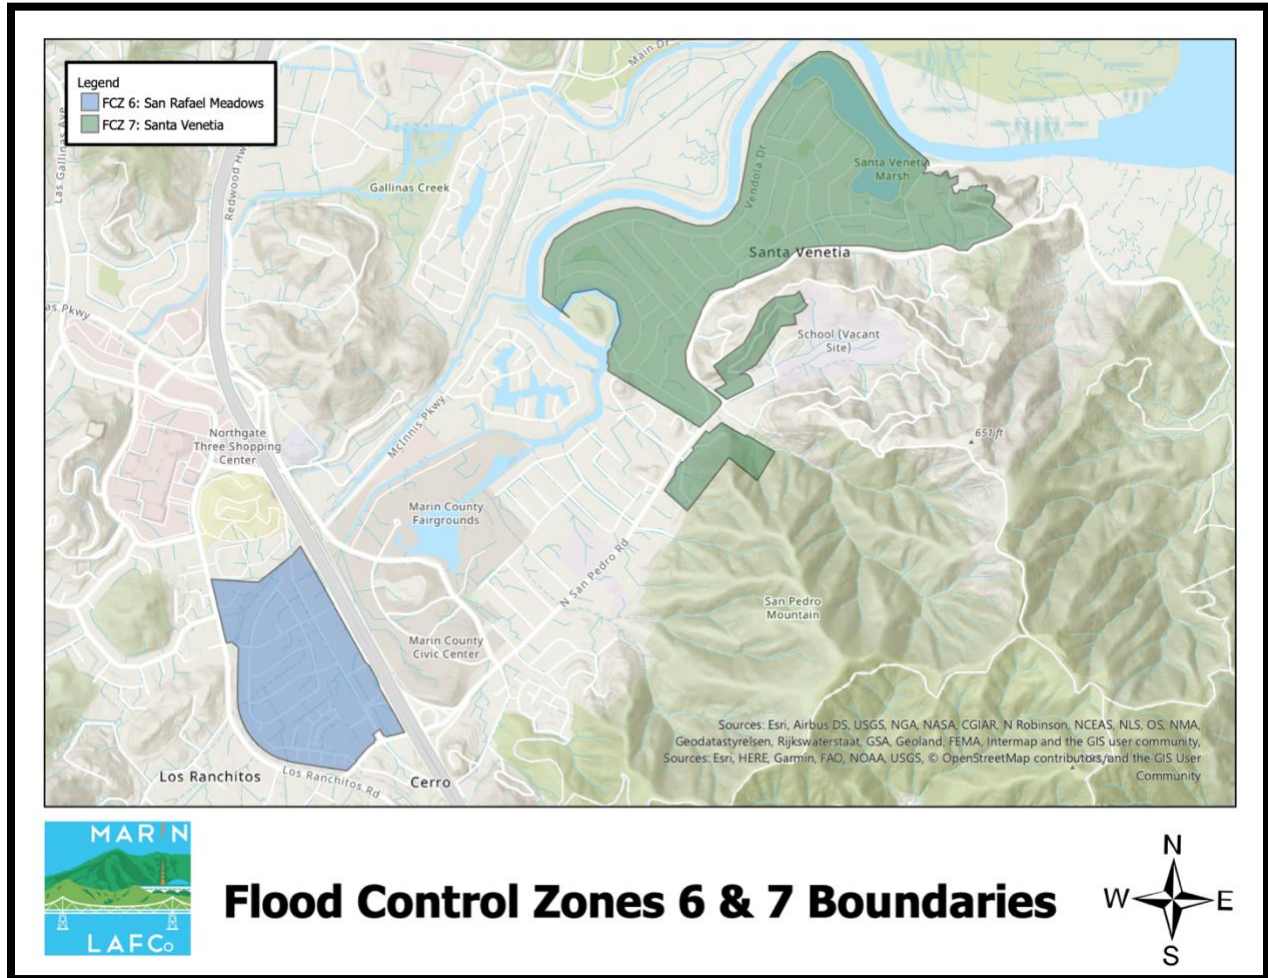 Legend
FCZ 6: San Rafael Meadows
FCZ 7: Santa Venetia
Las Gallinas Ave
Redwood Hw
Main Dr
Gallinas Creek
Vendola Dr
Santa Venetia
Marsh
Santa Venetia
as Pkwy
School (Vacant
Site)
McInnis Pkwy
Northgate
Three Shopping
Center
651 ft
Marin County
Fairgrounds
N San Pedro Rd
San Pedro
Mountain
Marin County
Civic Center
Los Ranchitos
Los Ranchitos Rd
Cerro
Sources: Esri, Airbus DS, USGS, NGA, NASA, CGIAR, N Robinson, NCEAS, NLS, OS, NMA,
Geodatastyrelsen, Rijkswaterstaat, GSA, Geoland, FEMA, Intermap and the GIS user community,
Sources: Esri, HERE, Garmin, FAO, NOAA, USGS, © OpenStreetMap contributors, and the GIS User
Community
MARIN
LAFCo
Flood Control Zones 6 & 7 Boundaries
N
W
E
S